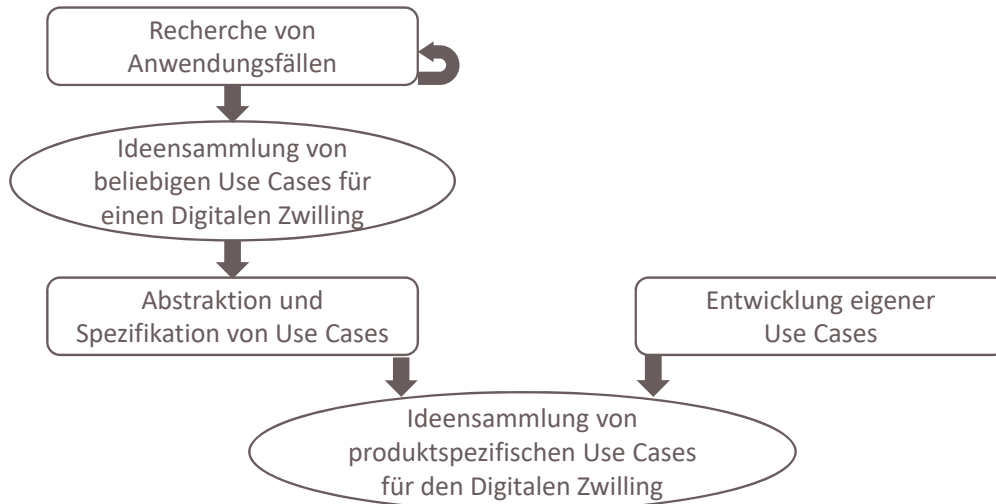 Recherche von
Anwendungsfällen
Ideensammlung von
beliebigen Use Cases für
einen Digitalen Zwilling
Abstraktion und
Spezifikation von Use Cases
Entwicklung eigener
Use Cases
Ideensammlung von
produktspezifischen Use Cases
für den Digitalen Zwilling